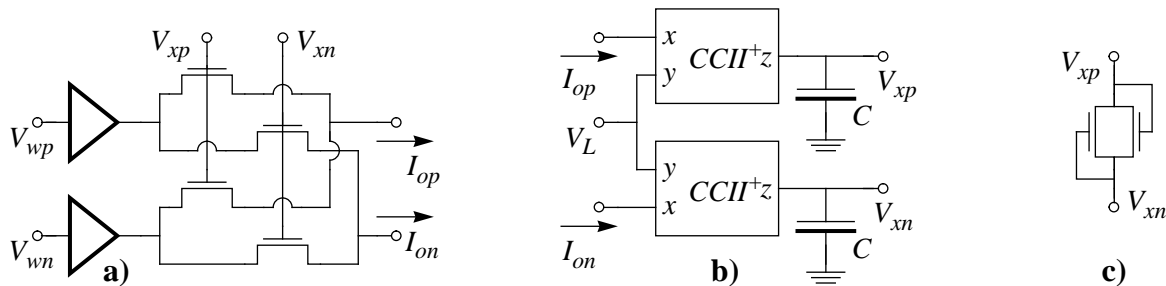 V_xp V_xn
V_wp
I_op
V_wn
I_on
a)
x
CCII⁺z
y
I_op
V_xp
C
V_L
y
CCII⁺z
x
V_xn
I_on
C
b)
V_xp
V_xn
c)